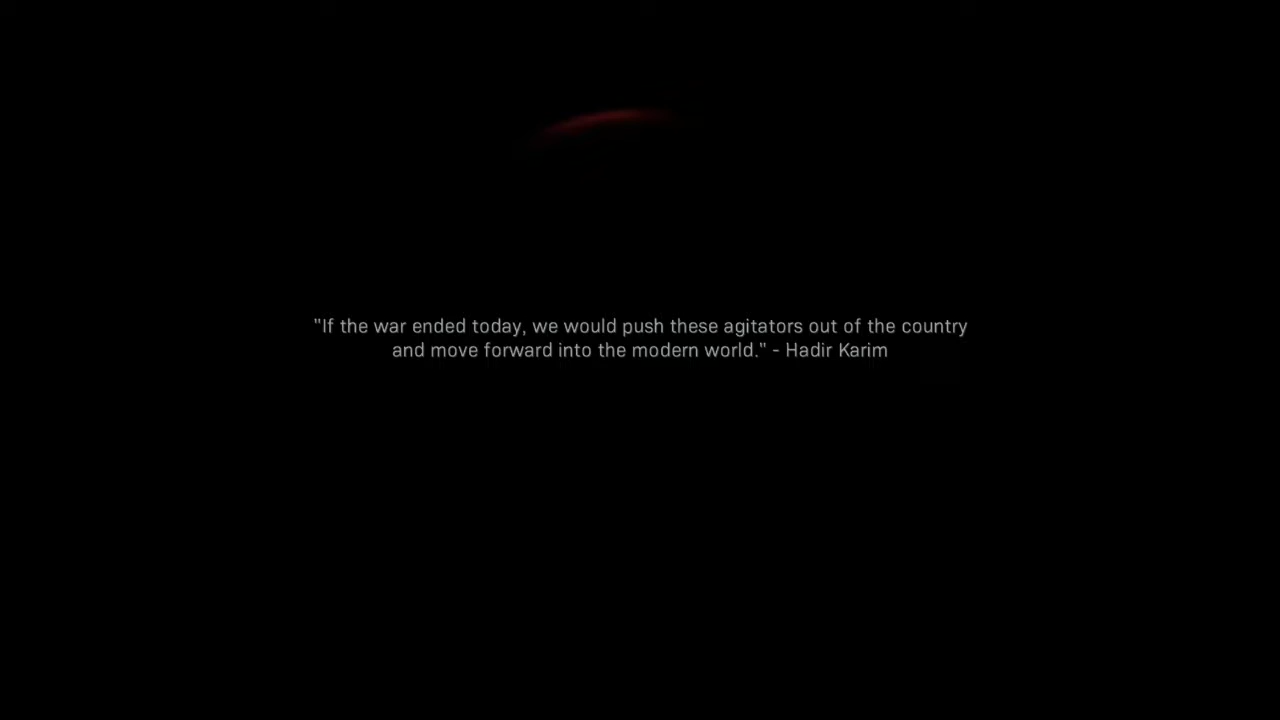 "If the war ended today, we would push these agitators out of the country
and move forward into the modern world." - Hadir Karim